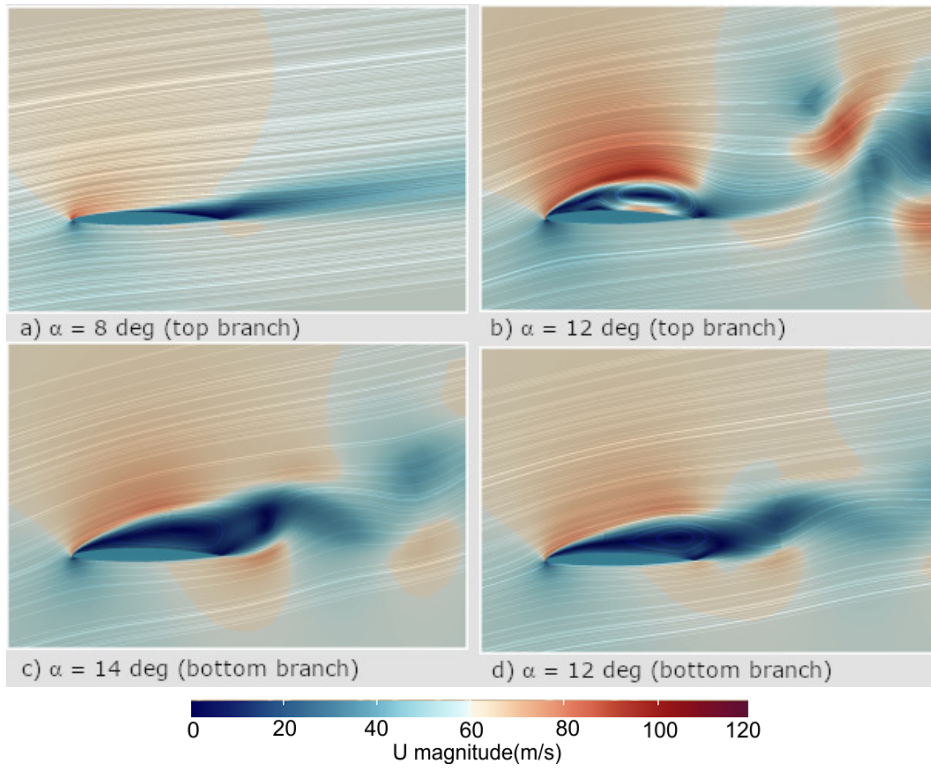 a) α = 8 deg (top branch)
b) α = 12 deg (top branch)
c) α = 14 deg (bottom branch)
d) α = 12 deg (bottom branch)
0 20 40 60 80 100 120
U magnitude(m/s)